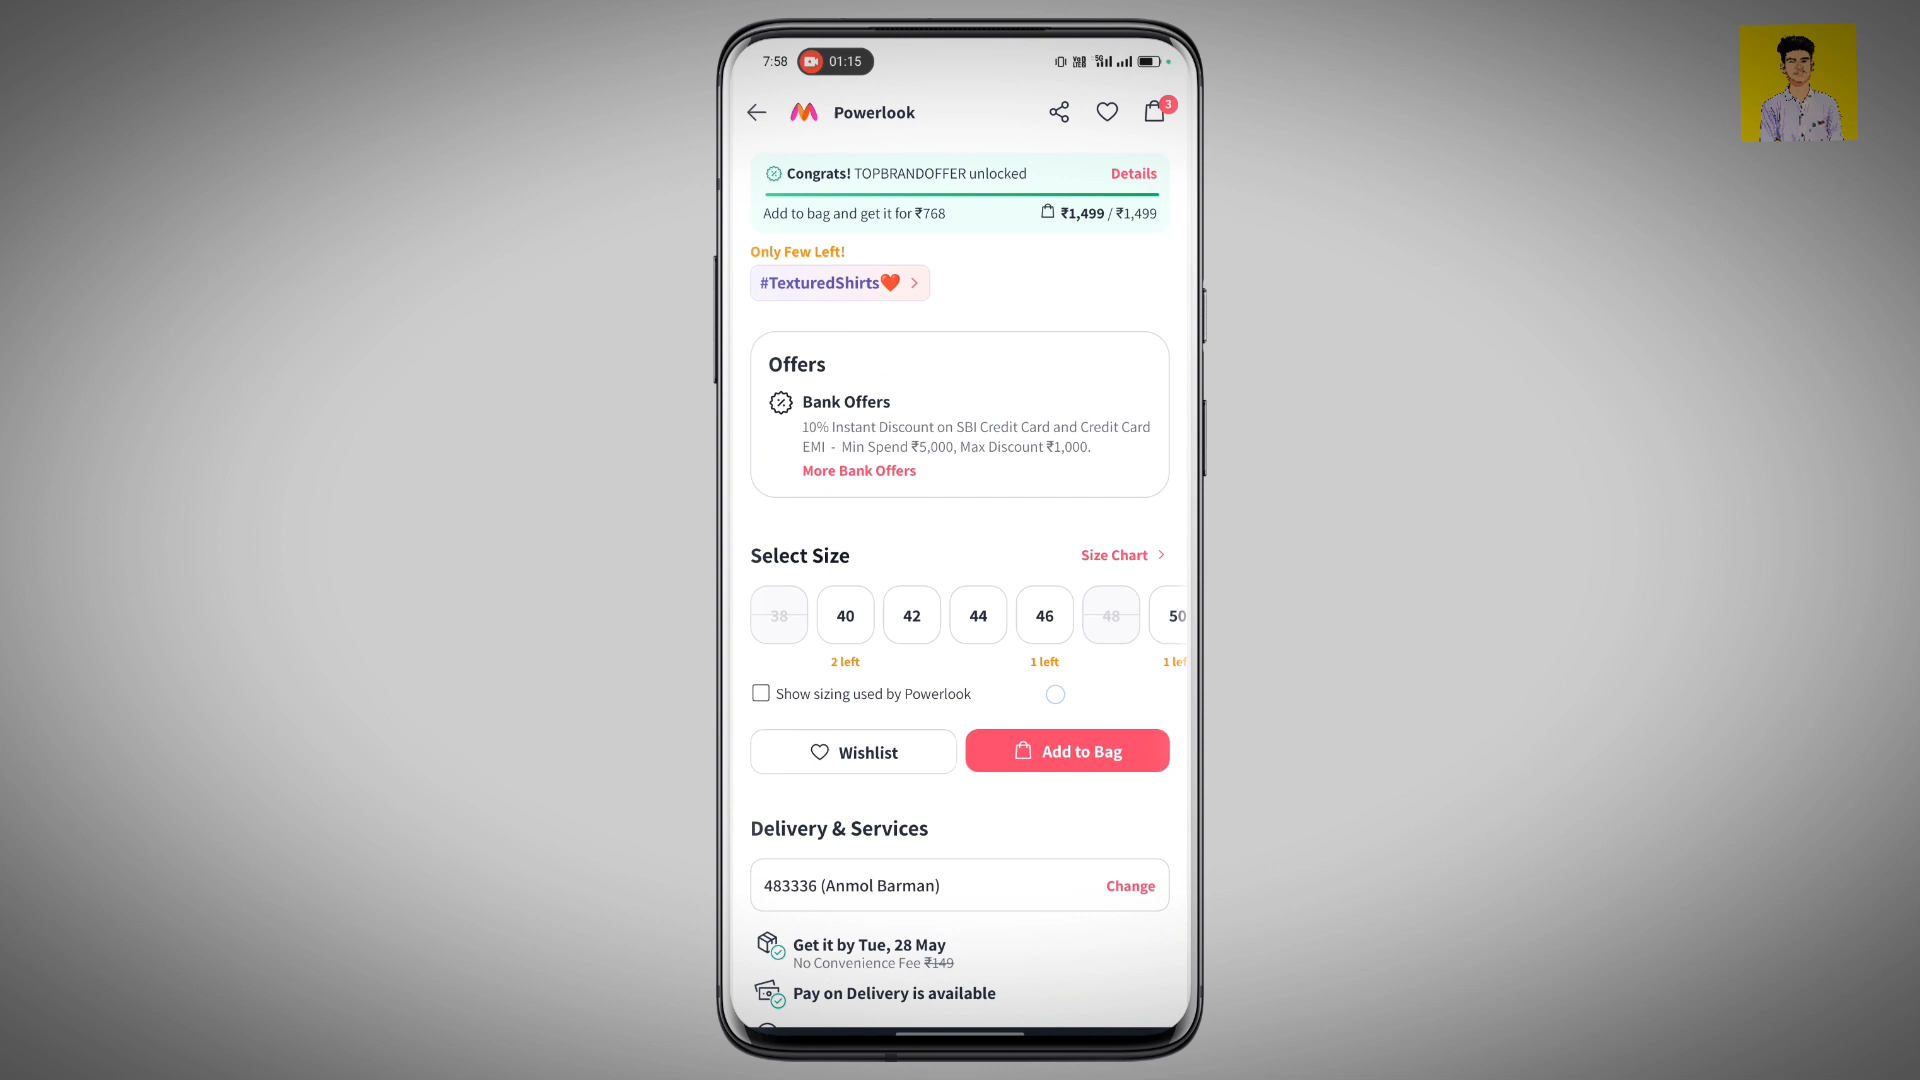 7:58 01:15
Powerlook 3
Congrats! TOPBRANDOFFER unlocked Details
Add to bag and get it for ₹768 ₹1,499 / ₹1,499
Only Few Left!
#TexturedShirts❤️
Offers
Bank Offers
10% Instant Discount on SBI Credit Card and Credit Card
EMI - Min Spend ₹5,000, Max Discount ₹1,000.
More Bank Offers
Select Size Size Chart
38 40 42 44 46 48 50
2 left 1 left 1 lef
Show sizing used by Powerlook
Wishlist Add to Bag
Delivery & Services
483336 (Anmol Barman) Change
Get it by Tue, 28 May
No Convenience Fee ₹149
Pay on Delivery is available